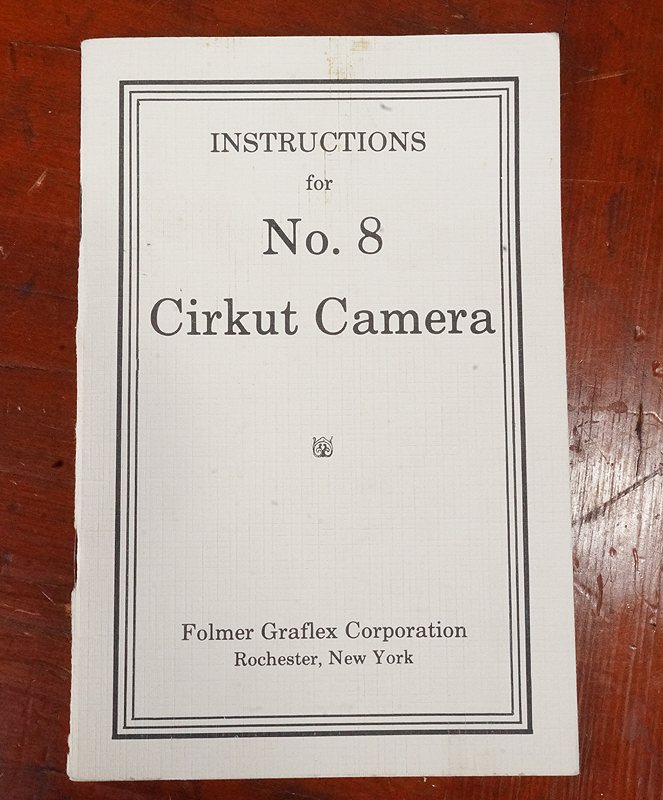 INSTRUCTIONS
for
No. 8
Cirkut Camera
Folmer Graflex Corporation
Rochester, New York